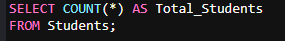 SELECT COUNT(*) AS Total_Students
FROM Students;